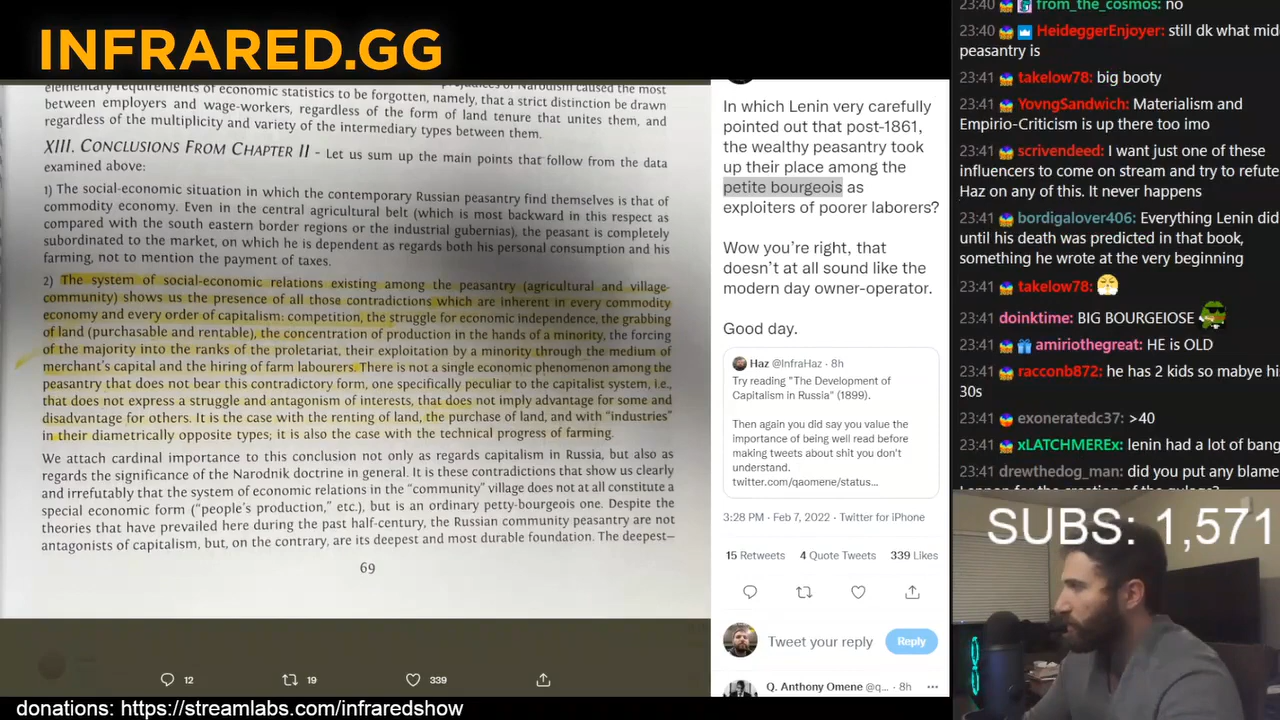 INFRARED.GG
elementary requirements of economic statistics to be forgotten, namely, that a strict distinction be drawn
between employers and wage-workers, regardless of the form of land tenure that unites them, and
regardless of the multiplicity and variety of the intermediary types between them.
XIII. CONCLUSIONS FROM CHAPTER II - Let us sum up the main points that follow from the data
examined above:
1) The social-economic situation in which the contemporary Russian peasantry find themselves is that of
commodity economy. Even in the central agricultural belt (which is most backward in this respect as
compared with the south eastern border regions or the industrial gubernias), the peasant is completely
subordinated to the market, on which he is dependent as regards both his personal consumption and his
farming, not to mention the payment of taxes.
2) The system of social-economic relations existing among the peasantry (agricultural and village-
community) shows us the presence of all those contradictions which are inherent in every commodity
economy and every order of capitalism: competition, the struggle for economic independence, the grabbing
of land (purchasable and rentable), the concentration of production in the hands of a minority, the forcing
of the majority into the ranks of the proletariat, their exploitation by a minority through the medium of
merchant's capital and the hiring of farm labourers. There is not a single economic phenomenon among the
peasantry that does not bear this contradictory form, one specifically peculiar to the capitalist system, i.e.,
that does not express a struggle and antagonism of interests, that does not imply advantage for some and
disadvantage for others. It is the case with the renting of land, the purchase of land, and with "industries"
in their diametrically opposite types; it is also the case with the technical progress of farming.
We attach cardinal importance to this conclusion not only as regards capitalism in Russia, but also as
regards the significance of the Narodnik doctrine in general. It is these contradictions that show us clearly
and irrefutably that the system of economic relations in the "community" village does not at all constitute a
special economic form ("people's production," etc.), but is an ordinary petty-bourgeois one. Despite the
theories that have prevailed here during the past half-century, the Russian community peasantry are not
antagonists of capitalism, but, on the contrary, are its deepest and most durable foundation. The deepest—
69
12
19
339
donations: https://streamlabs.com/infraredshow
In which Lenin very carefully
pointed out that post-1861,
the wealthy peasantry took
up their place among the
petite bourgeois as
exploiters of poorer laborers?
Wow you're right, that
doesn't at all sound like the
modern day owner-operator.
Good day.
Haz @InfraHaz · 8h
Try reading "The Development of
Capitalism in Russia" (1899).
Then again you did say you value the
importance of being well read before
making tweets about shit you don't
understand.
twitter.com/qaomene/status...
3:28 PM · Feb 7, 2022 · Twitter for iPhone
15 Retweets 4 Quote Tweets 339 Likes
Tweet your reply
Reply
Q. Anthony Omene @q... · 8h
23:40 from_the_cosmos: no
23:40 HeideggerEnjoyer: still dk what mid
peasantry is
23:41 takelow78: big booty
23:41 YovngSandwich: Materialism and
Empirio-Criticism is up there too imo
23:41 scrivendeed: I want just one of these
influencers to come on stream and try to refute
Haz on any of this. It never happens
23:41 bordigalover406: Everything Lenin did
until his death was predicted in that book,
something he wrote at the very beginning
23:41 takelow78:
23:41 doinktime: BIG BOURGEIOSE
23:41 amiriothegreat: HE is OLD
23:41 racconb872: he has 2 kids so mabye his
30s
23:41 exoneratedc37: >40
23:41 xLATCHMEREx: lenin had a lot of bang
23:41 drewthedog_man: did you put any blame
SUBS: 1,571